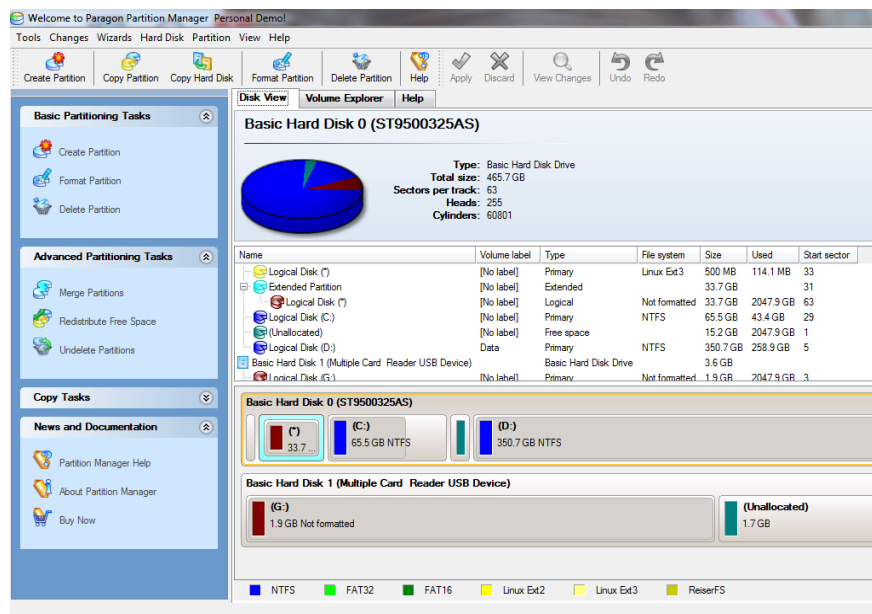 Welcome to Paragon Partition Manager Personal Demo!
Tools Changes Wizards Hard Disk Partition View Help
Create Partition Copy Partition Copy Hard Disk Format Partition Delete Partition Help Apply Discard View Changes Undo Redo
Disk View Volume Explorer Help
Basic Partitioning Tasks
Create Partition
Format Partition
Delete Partition
Advanced Partitioning Tasks
Merge Partitions
Redistribute Free Space
Undelete Partitions
Copy Tasks
News and Documentation
Partition Manager Help
About Partition Manager
Buy Now
Basic Hard Disk 0 (ST9500325AS)
Type: Basic Hard Disk Drive
Total size: 465.7 GB
Sectors per track: 63
Heads: 255
Cylinders: 60801
Name Volume label Type File system Size Used Start sector
Logical Disk (*) [No label] Primary Linux Ext3 500 MB 114.1 MB 33
Extended Partition [No label] Extended 33.7 GB 31
Logical Disk (*) [No label] Logical Not formatted 33.7 GB 2047.9 GB 63
Logical Disk (C:) [No label] Primary NTFS 65.5 GB 43.4 GB 29
(Unallocated) [No label] Free space 15.2 GB 2047.9 GB 1
Logical Disk (D:) Data Primary NTFS 350.7 GB 258.9 GB 5
Basic Hard Disk 1 (Multiple Card Reader USB Device) Basic Hard Disk Drive 3.6 GB
Logical Disk (G:) [No label] Primary Not formatted 1.9 GB 2047.9 GB 3
Basic Hard Disk 0 (ST9500325AS)
(*)
33.7 ...
(C:)
65.5 GB NTFS
(D:)
350.7 GB NTFS
Basic Hard Disk 1 (Multiple Card Reader USB Device)
(G:)
1.9 GB Not formatted
(Unallocated)
1.7 GB
NTFS FAT32 FAT16 Linux Ext2 Linux Ext3 ReiserFS